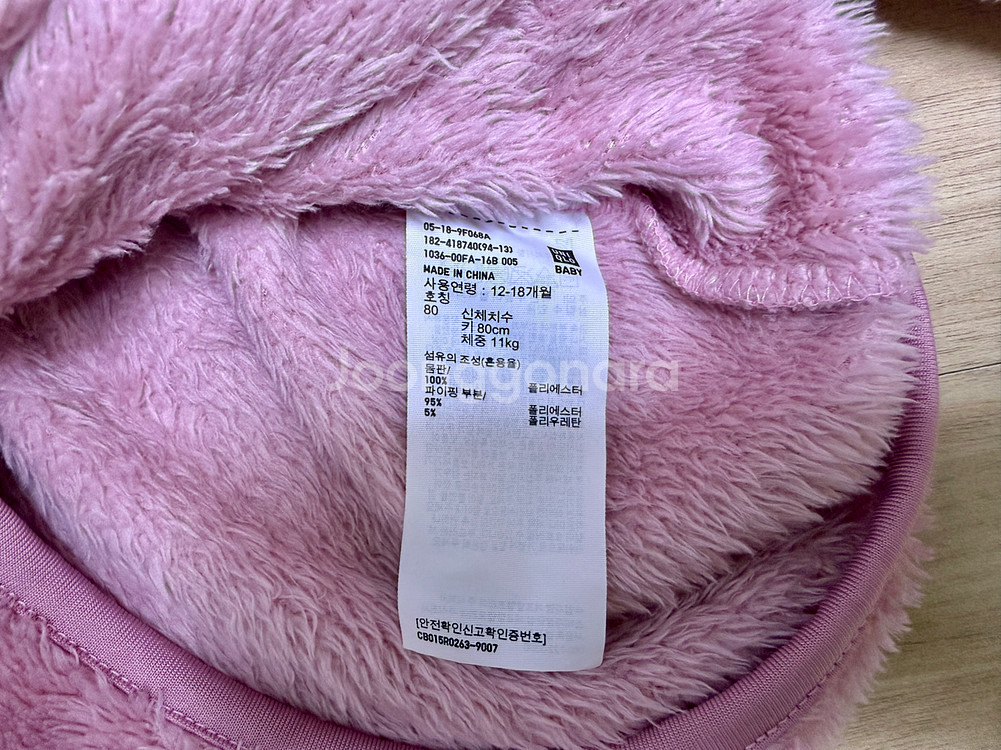 05-18-9F068A
182-418740(94-13)
1036-00FA-16B 005
UNI
QLO
BABY
MADE IN CHINA
사용연령 : 12-18개월
호칭
80 신체치수
키 80cm
체중 11kg
섬유의 조성(혼용율)
몸판/
100% 폴리에스터
파이핑 부분/
95% 폴리에스터
5% 폴리우레탄
Joongonara
[안전확인신고확인증번호]
CB015R0263-9007